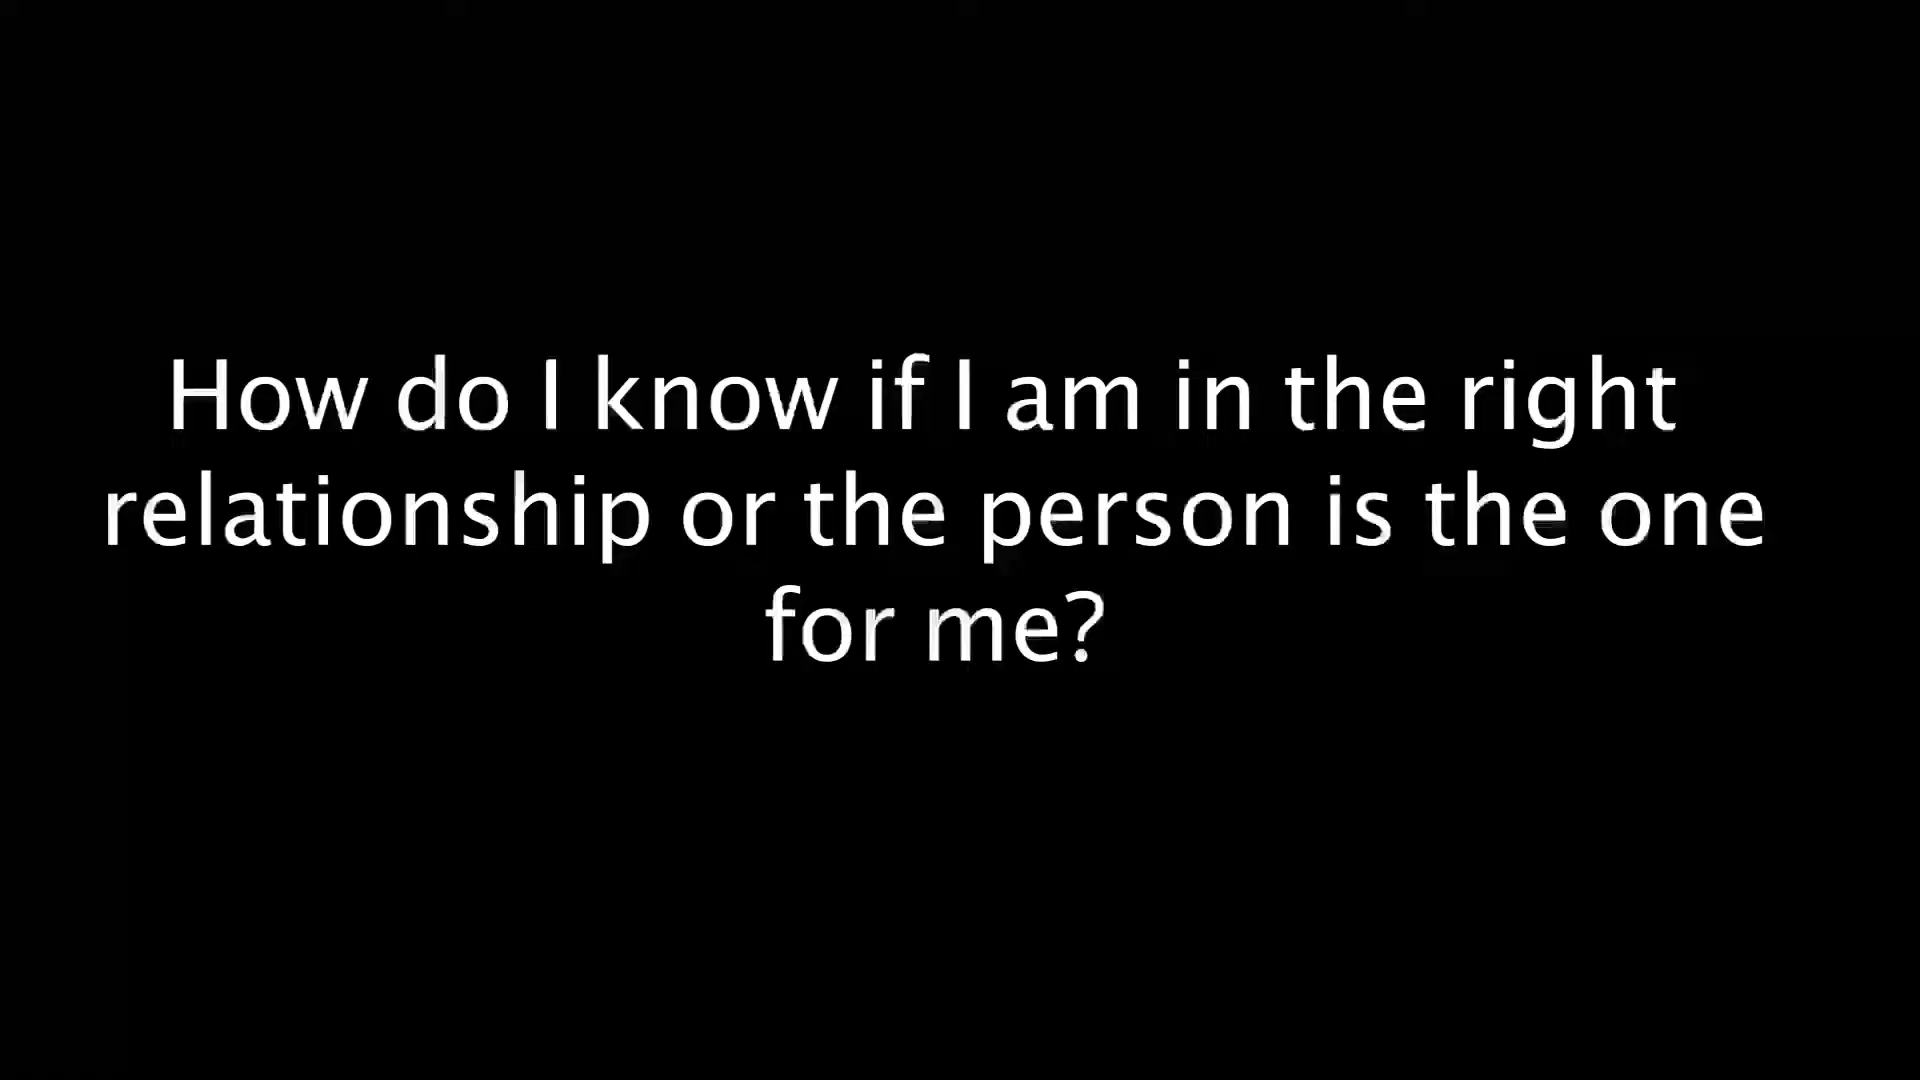 How do I know if I am in the right
relationship or the person is the one
for me?